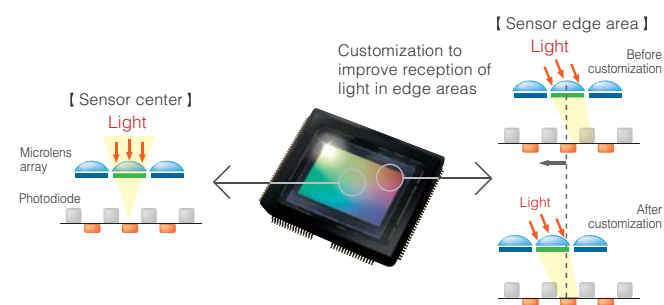 【 Sensor edge area 】
Light
Before
customization
Customization to
improve reception of
light in edge areas
【 Sensor center 】
Light
Microlens
array
Photodiode
Light
After
customization